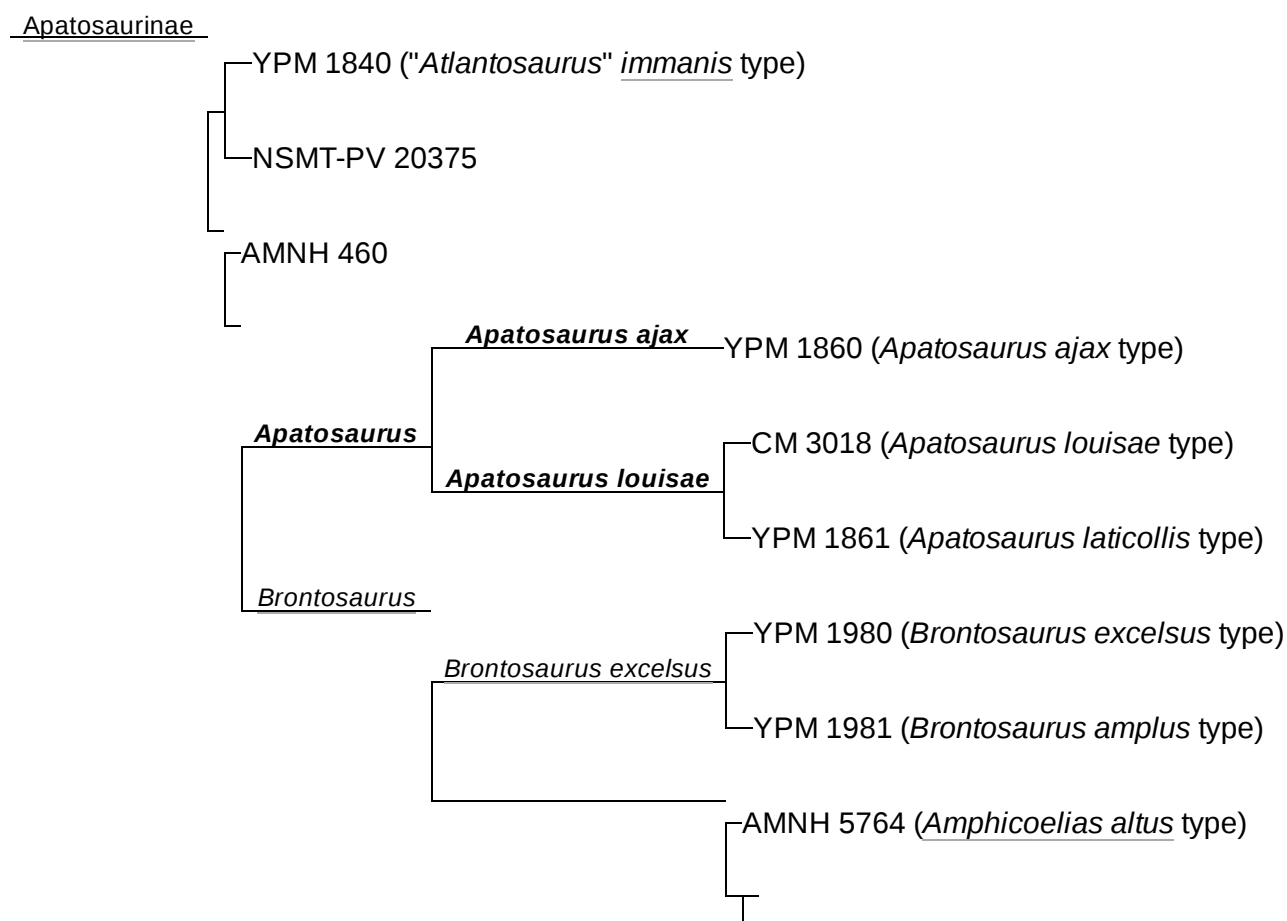 Apatosaurinae
YPM 1840 ("Atlantosaurus" immanis type)
NSMT-PV 20375
AMNH 460
Apatosaurus ajax
YPM 1860 (Apatosaurus ajax type)
Apatosaurus
CM 3018 (Apatosaurus louisae type)
Apatosaurus louisae
YPM 1861 (Apatosaurus laticollis type)
Brontosaurus
YPM 1980 (Brontosaurus excelsus type)
Brontosaurus excelsus
YPM 1981 (Brontosaurus amplus type)
AMNH 5764 (Amphicoelias altus type)